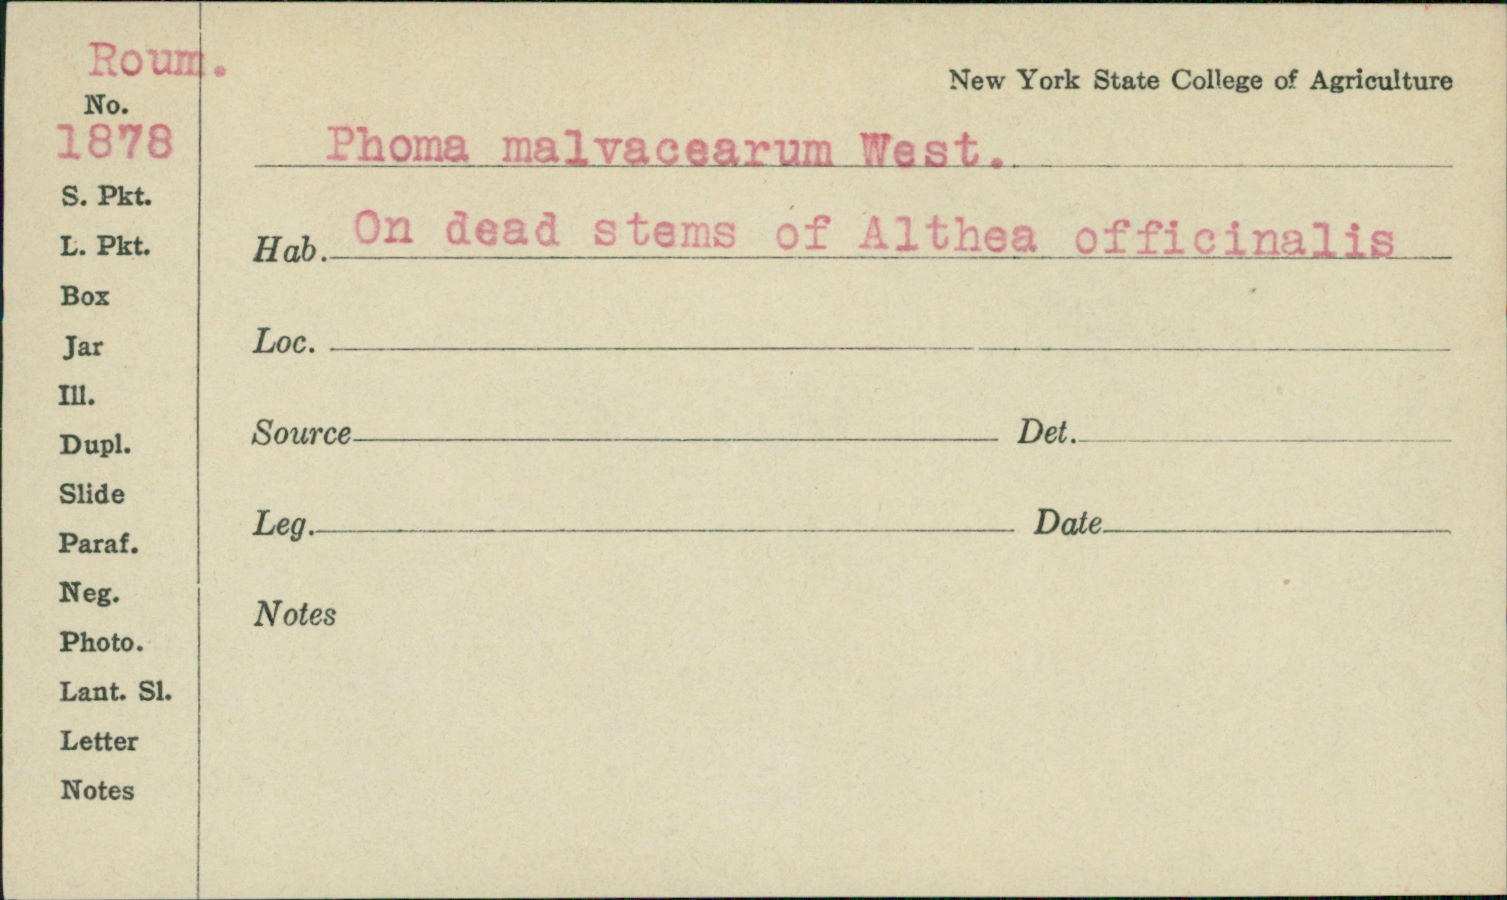 Roum.
New York State College of Agriculture
No.
1878
Phoma malvacearum West.
S. Pkt.
Hab. On dead stems of Althea officinalis
L. Pkt.
Box
Loc.
Jar
Ill.
Source Det.
Dupl.
Slide
Leg. Date
Paraf.
Neg.
Notes
Photo.
Lant. Sl.
Letter
Notes